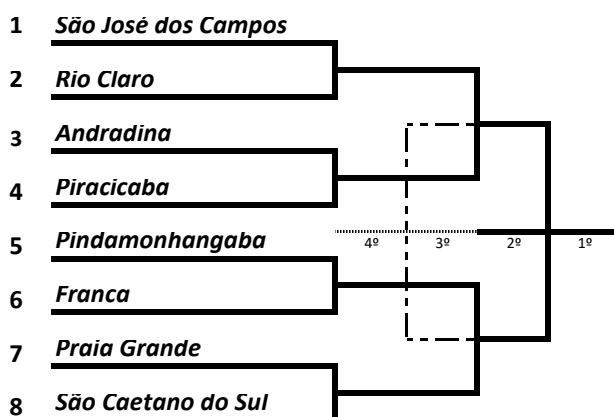 1 São José dos Campos
2 Rio Claro
3 Andradina
4 Piracicaba
5 Pindamonhangaba
4º 3º 2º 1º
6 Franca
7 Praia Grande
8 São Caetano do Sul